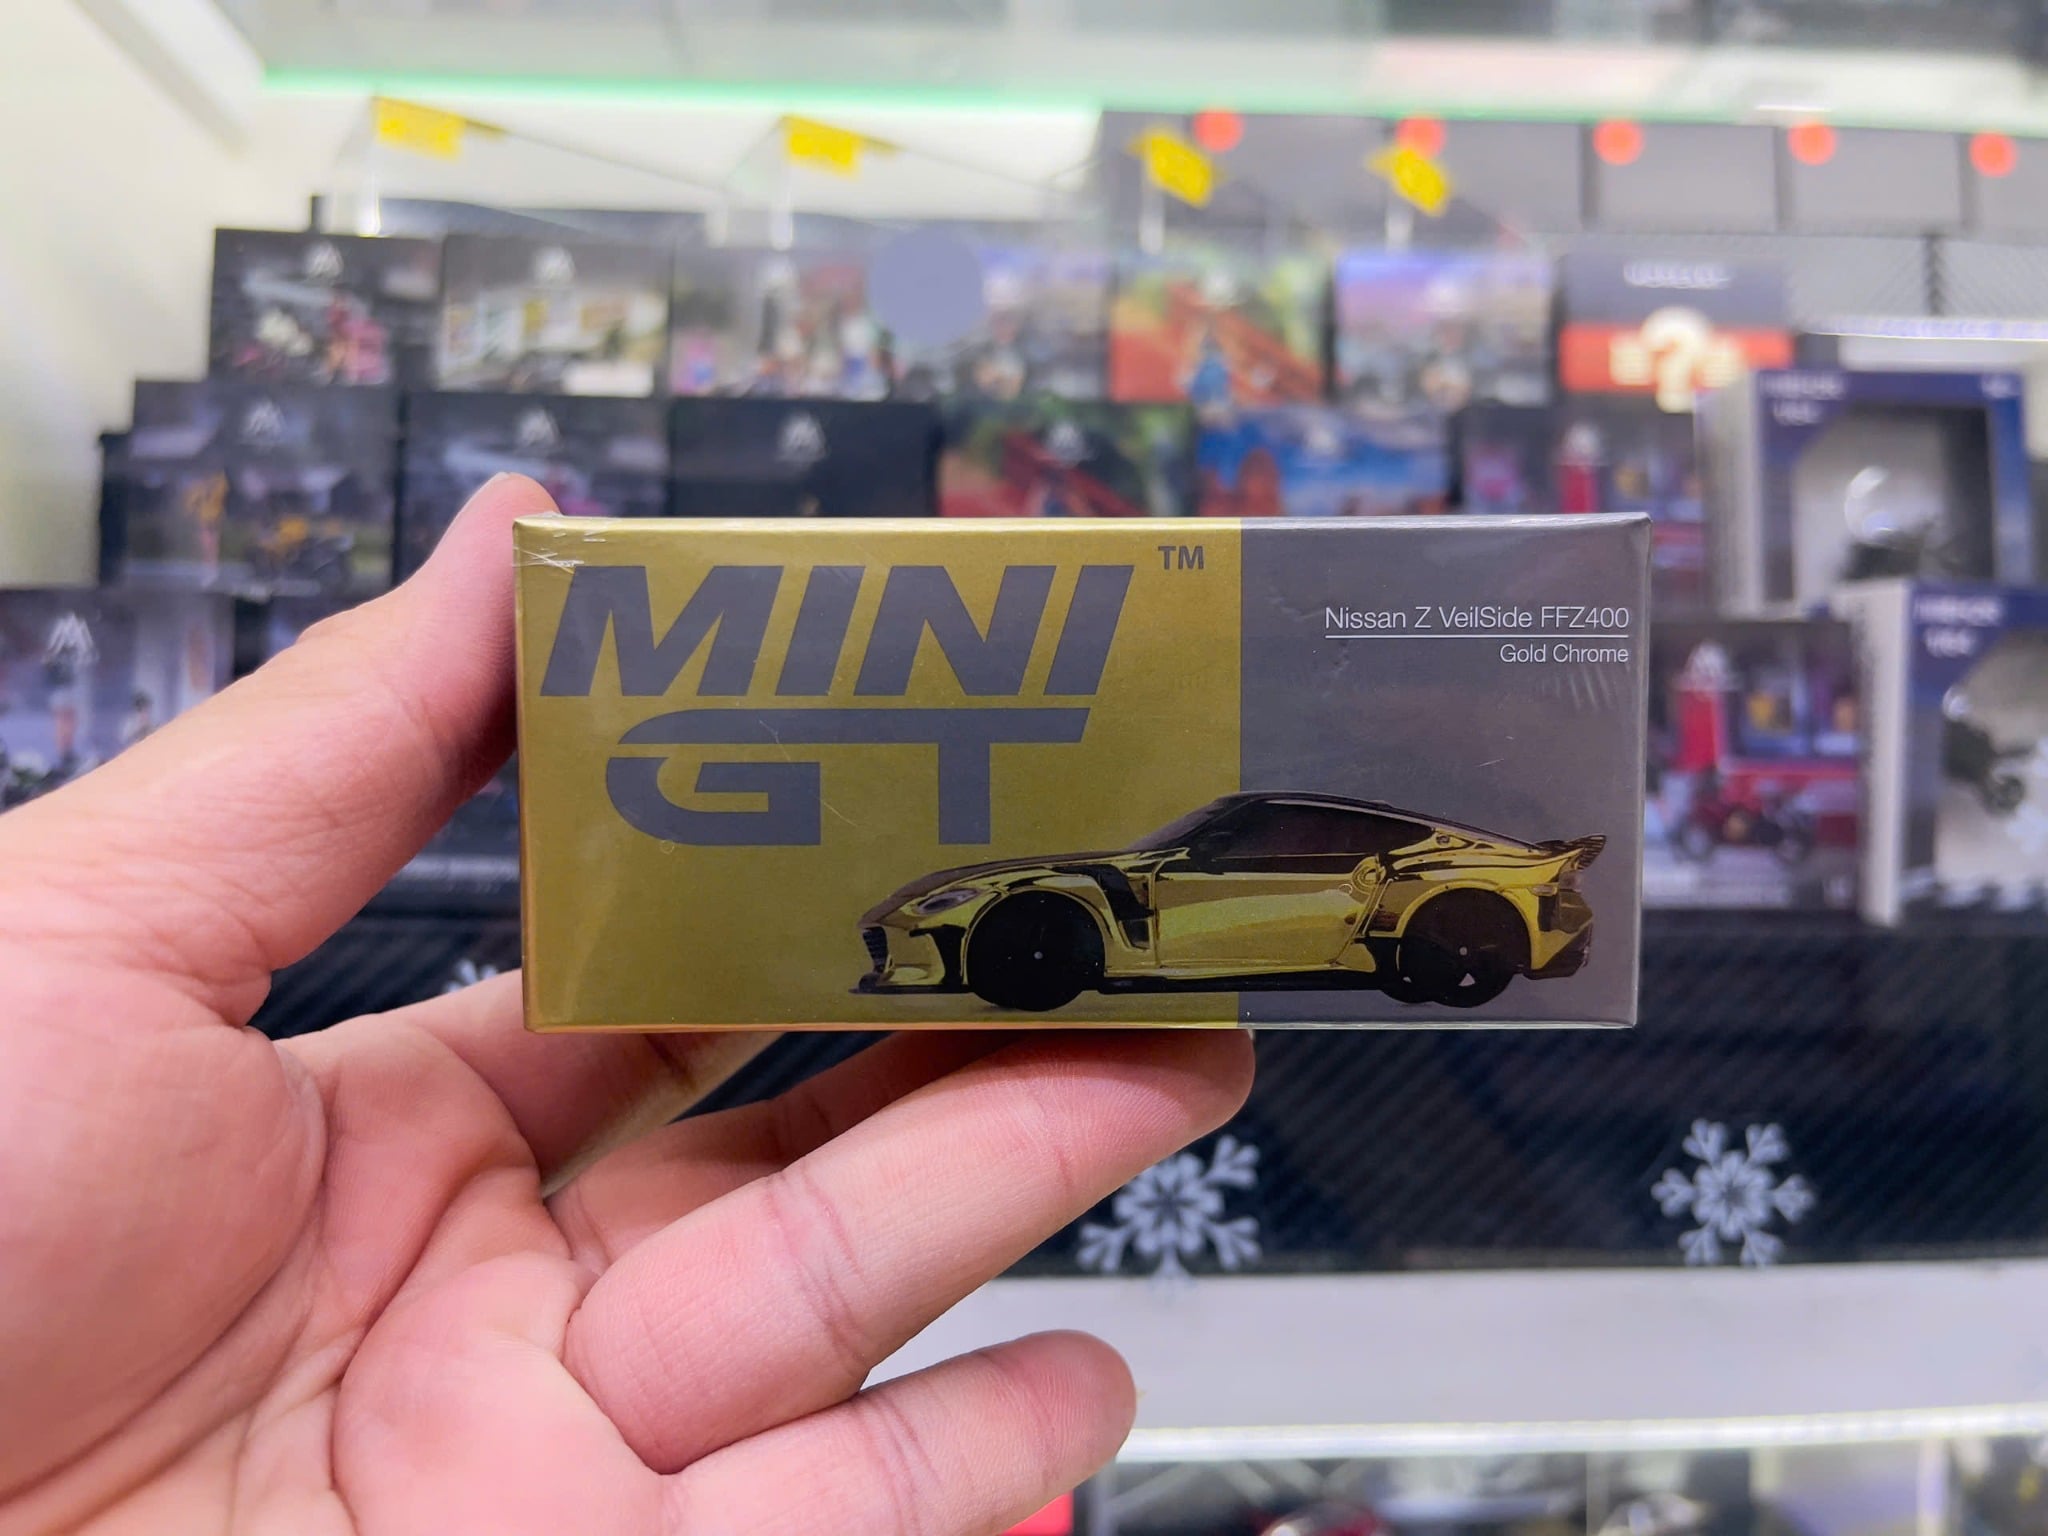 MINI
GT
TM
Nissan Z VeilSide FFZ400
Gold Chrome